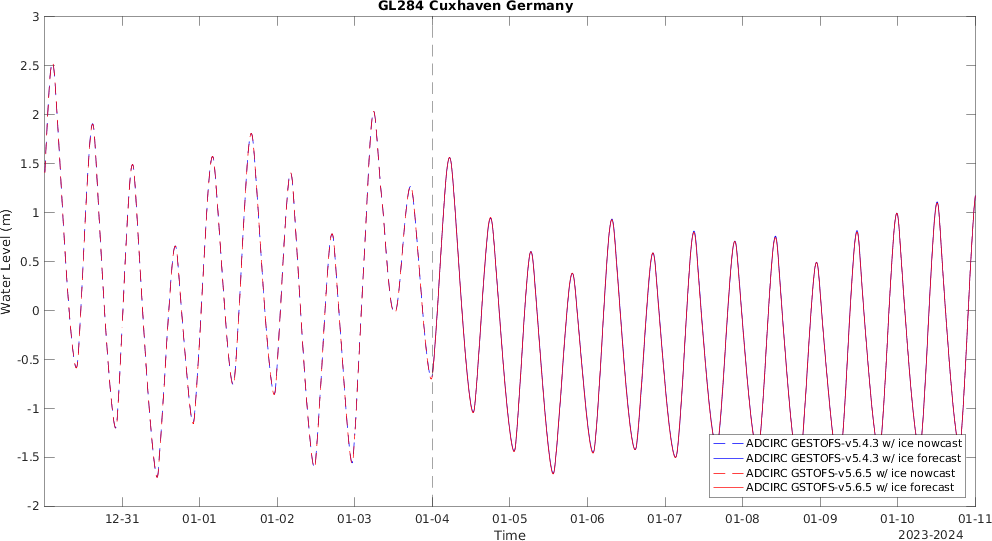 GL284 Cuxhaven Germany
3
2.5
2
1.5
1
0.5
0
-0.5
-1
-1.5
-2
Water Level (m)
ADCIRC GESTOFS-v5.4.3 w/ ice nowcast
ADCIRC GESTOFS-v5.4.3 w/ ice forecast
ADCIRC GSTOFS-v5.6.5 w/ ice nowcast
ADCIRC GSTOFS-v5.6.5 w/ ice forecast
12-31 01-01 01-02 01-03 01-04 01-05 01-06 01-07 01-08 01-09 01-10 01-11
Time
2023-2024